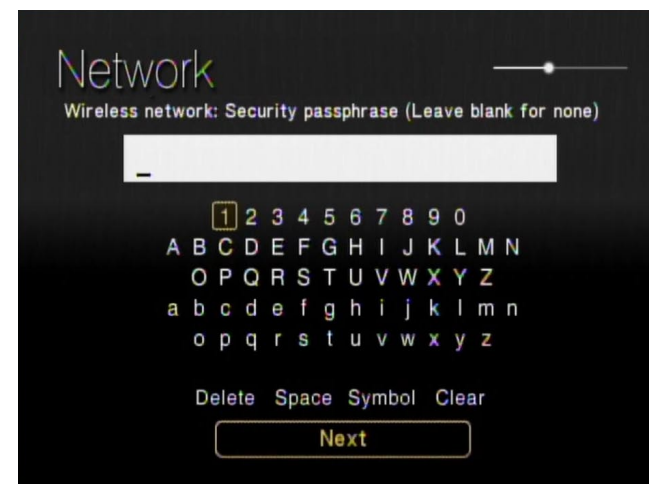 Network
Wireless network: Security passphrase (Leave blank for none)
_
1 2 3 4 5 6 7 8 9 0
A B C D E F G H I J K L M N
O P Q R S T U V W X Y Z
a b c d e f g h i j k l m n
o p q r s t u v w x y z
Delete Space Symbol Clear
Next